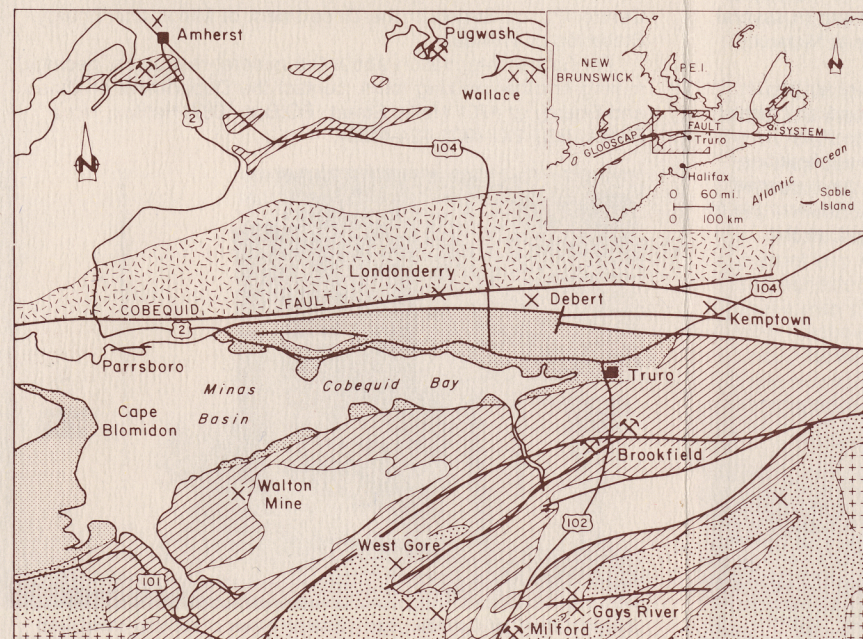 Amherst
Pugwash
Wallace
2
104
N
NEW
BRUNSWICK
P.E.I.
N
FAULT
SYSTEM
GLOOSCAP
Truro
Halifax
0 60 mi.
0 100 km
Atlantic Ocean
Sable
Island
Londonderry
COBEQUID FAULT
2
Debert
104
Kemptown
Parrsboro
Minas
Basin
Cobequid Bay
Truro
Cape
Blomidon
Brookfield
Walton
Mine
102
West Gore
101
Gays River
Milford